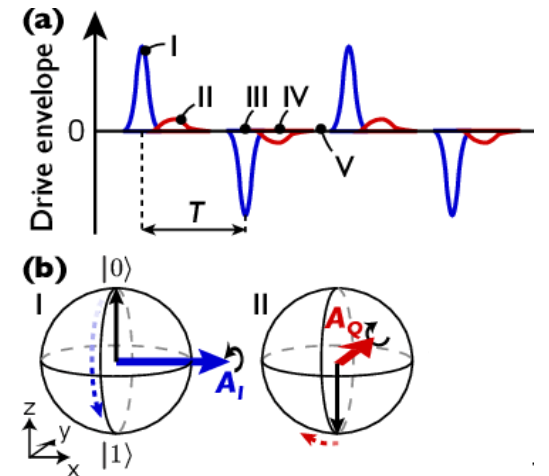 (a)
Drive envelope
0
I
II
III
IV
V
T
(b)
I
|0⟩
A_I
|1⟩
z
y
x
II
A_Q